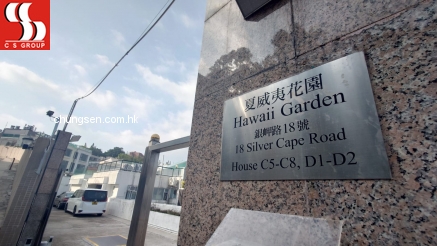 CS GROUP
chungsen.com.hk
夏威夷花園
Hawaii Garden
銀岬路18號
18 Silver Cape Road
House C5-C8, D1-D2